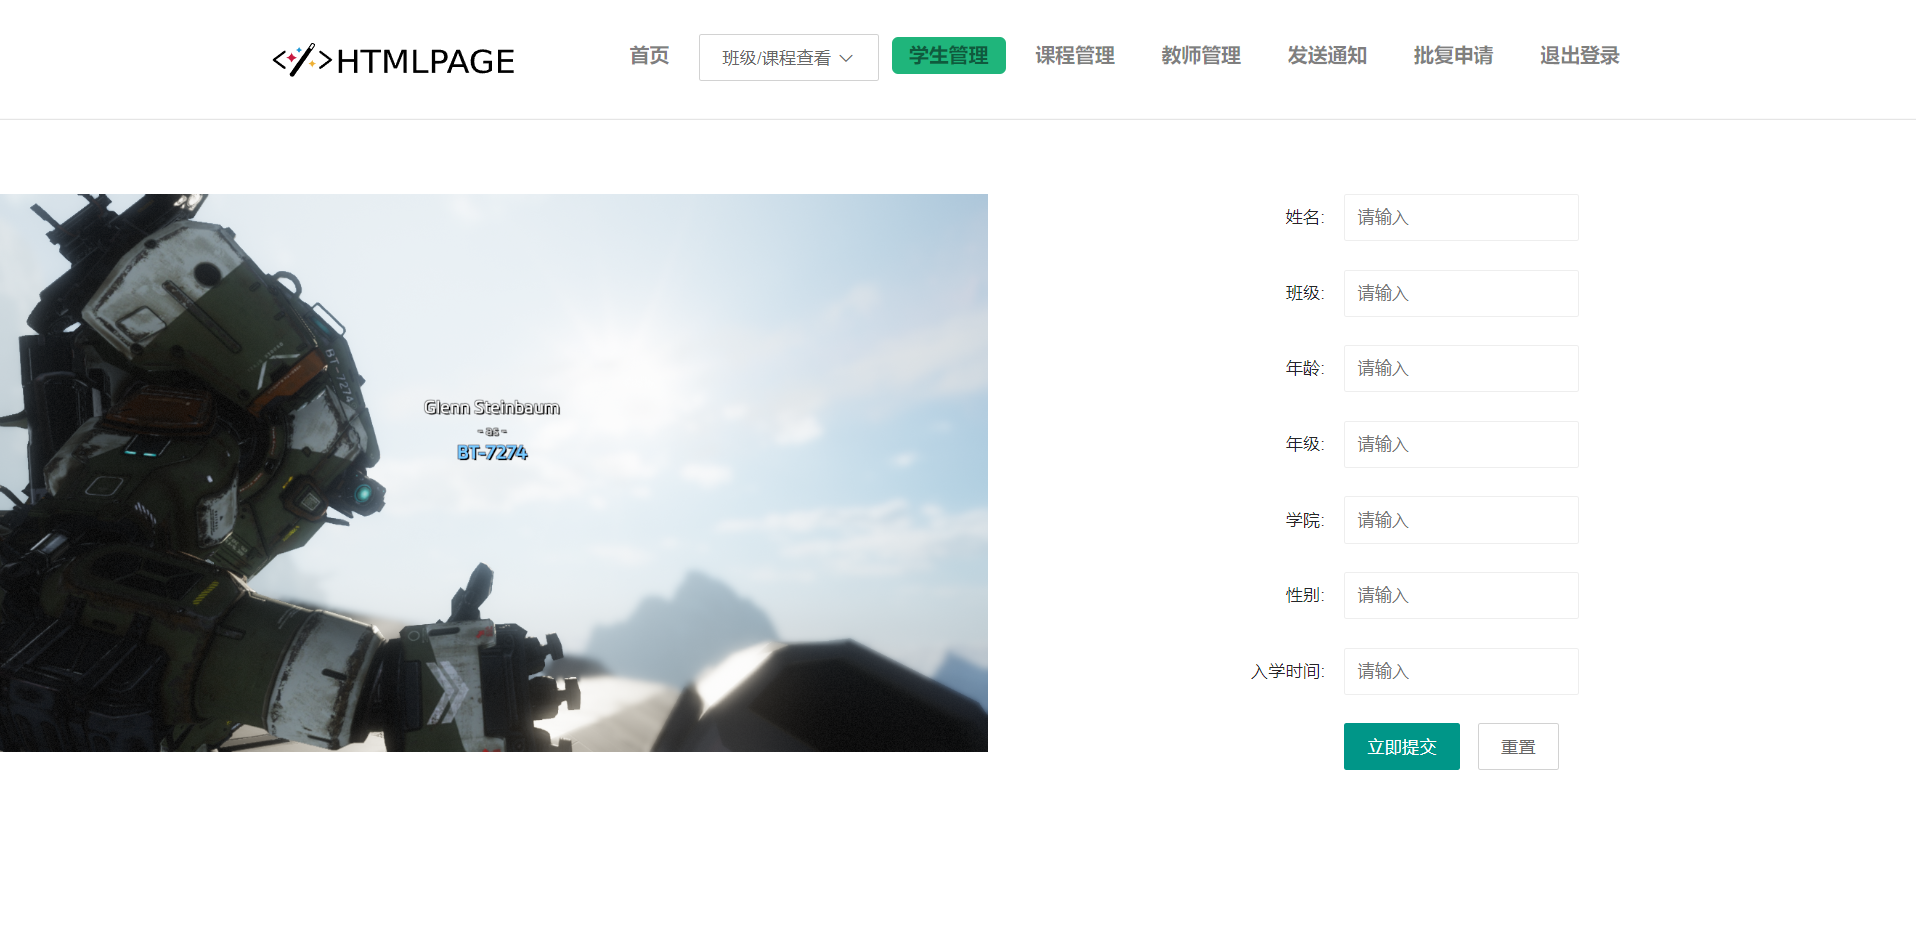 HTMLPAGE
首页
班级/课程查看
学生管理
课程管理
教师管理
发送通知
批复申请
退出登录
Glenn Steinbaum
- as -
BT-7274
BT-7274
姓名: 请输入
班级: 请输入
年龄: 请输入
年级: 请输入
学院: 请输入
性别: 请输入
入学时间: 请输入
立即提交 重置